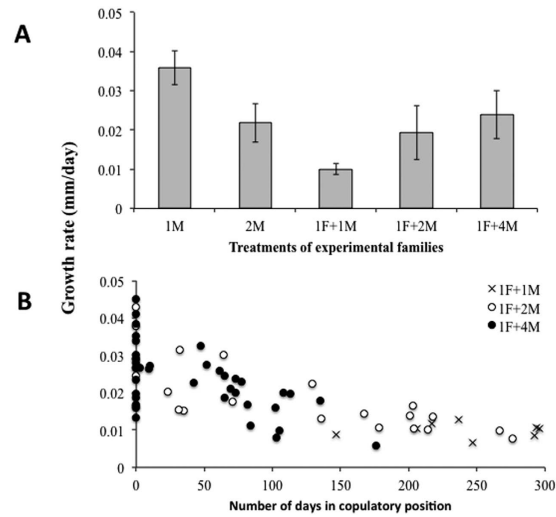 A
0.05
0.04
0.03
0.02
0.01
0
1M 2M 1F+1M 1F+2M 1F+4M
Treatments of experimental families
Growth rate (mm/day)
B
0.05
0.04
0.03
0.02
0.01
0
0 50 100 150 200 250 300
Number of days in copulatory position
× 1F+1M
○ 1F+2M
● 1F+4M